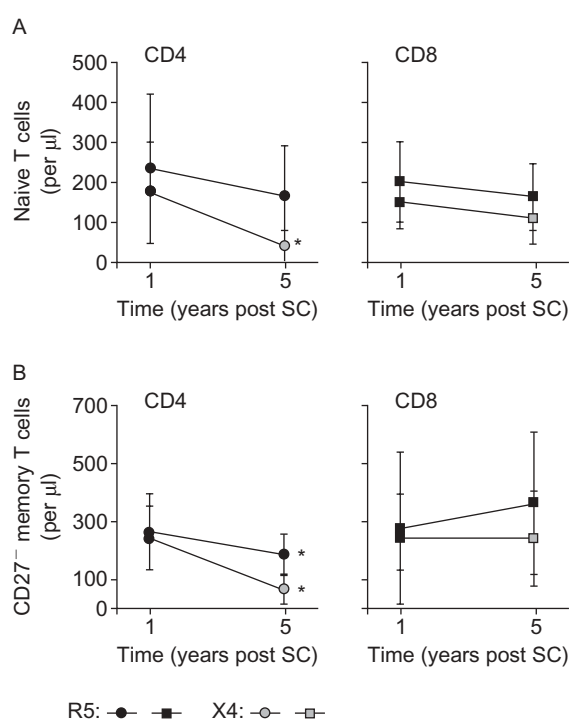 A
CD4
CD8
Naive T cells
(per µl)
500
400
300
200
100
0
*
1
5
1
5
Time (years post SC)
Time (years post SC)
B
CD4
CD8
CD27⁻ memory T cells
(per µl)
700
500
300
100
0
*
*
1
5
1
5
Time (years post SC)
Time (years post SC)
R5: X4: